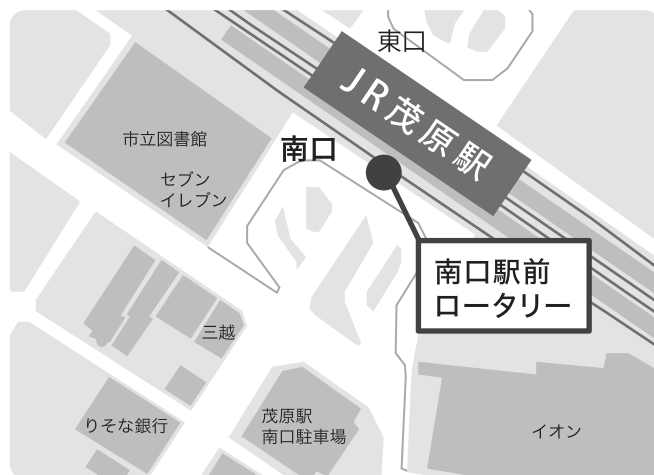 東口
JR茂原駅
南口
市立図書館
セブン
イレブン
南口駅前
ロータリー
三越
りそな銀行
茂原駅
南口駐車場
イオン